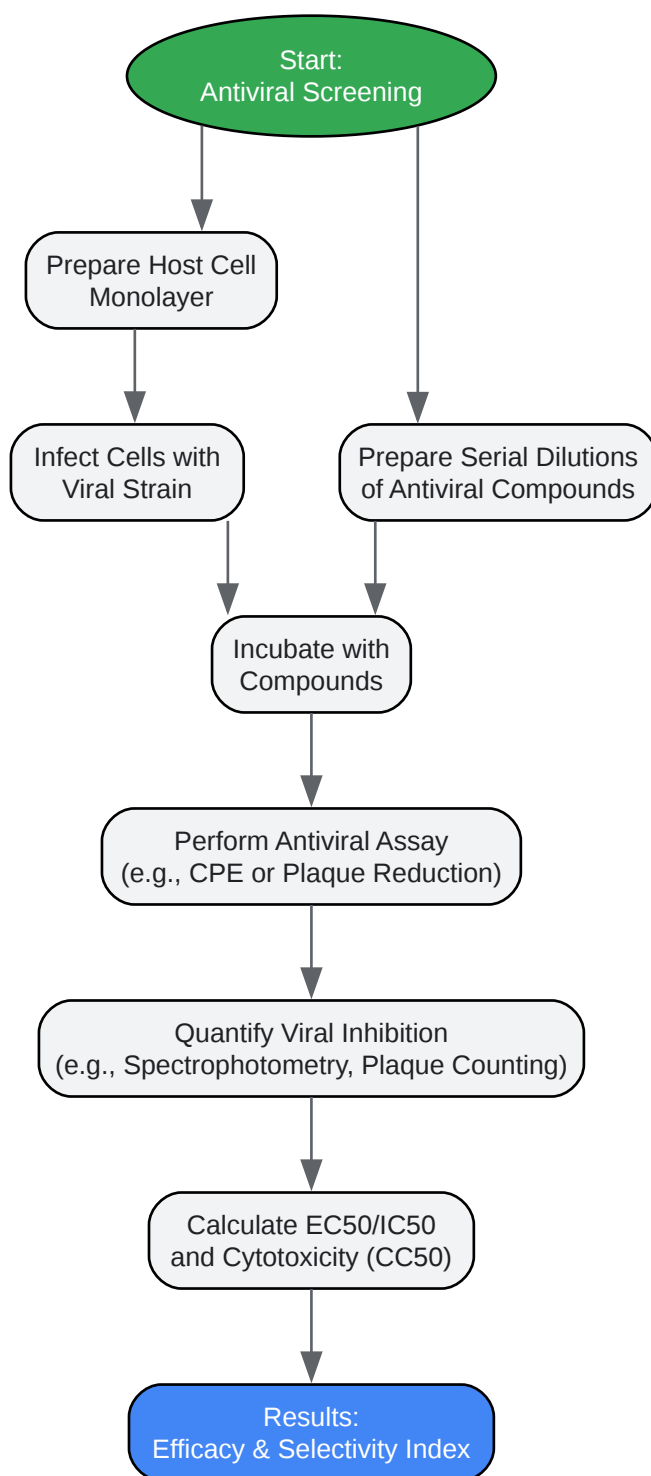 Start:
Antiviral Screening
Prepare Host Cell
Monolayer
Infect Cells with
Viral Strain
Prepare Serial Dilutions
of Antiviral Compounds
Incubate with
Compounds
Perform Antiviral Assay
(e.g., CPE or Plaque Reduction)
Quantify Viral Inhibition
(e.g., Spectrophotometry, Plaque Counting)
Calculate EC50/IC50
and Cytotoxicity (CC50)
Results:
Efficacy & Selectivity Index